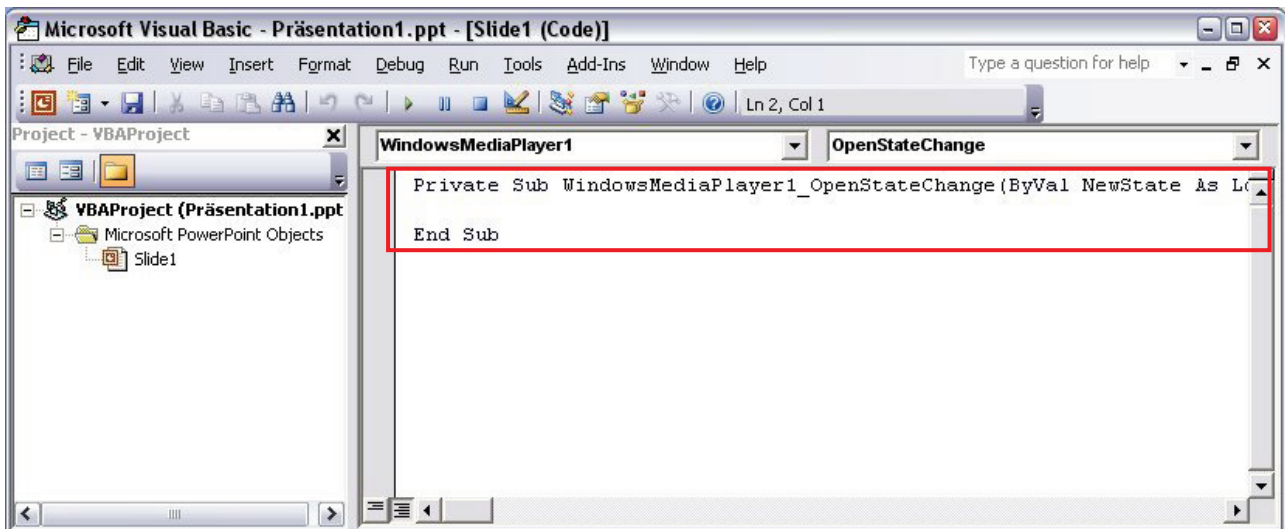 Microsoft Visual Basic - Präsentation1.ppt - [Slide1 (Code)]
File Edit View Insert Format Debug Run Tools Add-Ins Window Help Type a question for help
Ln 2, Col 1
Project - VBAProject
WindowsMediaPlayer1 OpenStateChange
Private Sub WindowsMediaPlayer1_OpenStateChange(ByVal NewState As
VBAProject (Präsentation1.ppt
Microsoft PowerPoint Objects
End Sub
Slide1